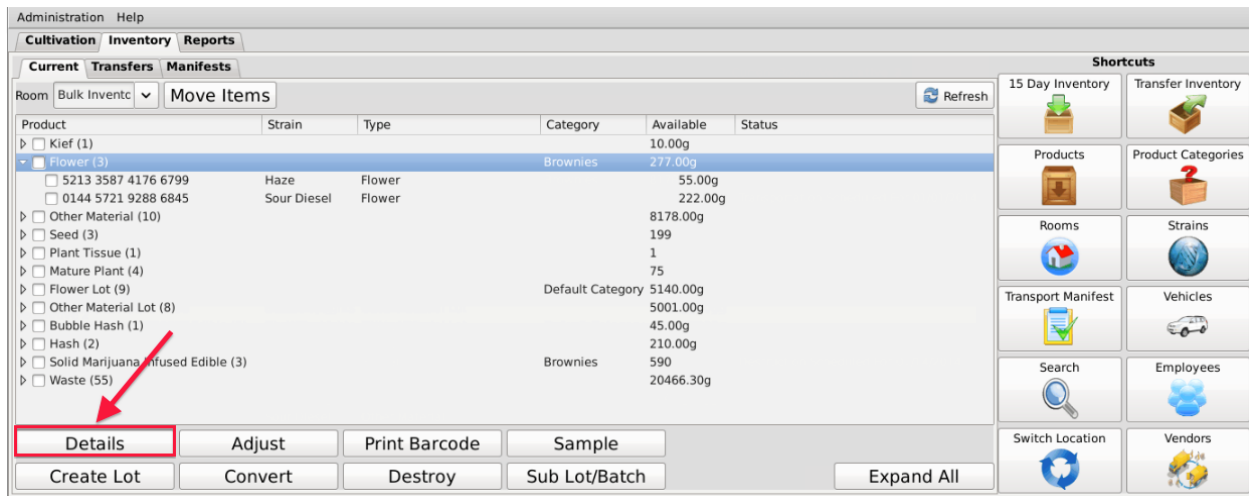 Administration Help
Cultivation Inventory Reports
Current Transfers Manifests
Room Bulk Inventc Move Items Refresh
Product Strain Type Category Available Status
Kief (1) 10.00g
Flower (3) Brownies 277.00g
5213 3587 4176 6799 Haze Flower 55.00g
0144 5721 9288 6845 Sour Diesel Flower 222.00g
Other Material (10) 8178.00g
Seed (3) 199
Plant Tissue (1) 1
Mature Plant (4) 75
Flower Lot (9) Default Category 5140.00g
Other Material Lot (8) 5001.00g
Bubble Hash (1) 45.00g
Hash (2) 210.00g
Solid Marijuana Infused Edible (3) Brownies 590
Waste (55) 20466.30g
Details Adjust Print Barcode Sample
Create Lot Convert Destroy Sub Lot/Batch Expand All
Shortcuts
15 Day Inventory Transfer Inventory
Products Product Categories
Rooms Strains
Transport Manifest Vehicles
Search Employees
Switch Location Vendors